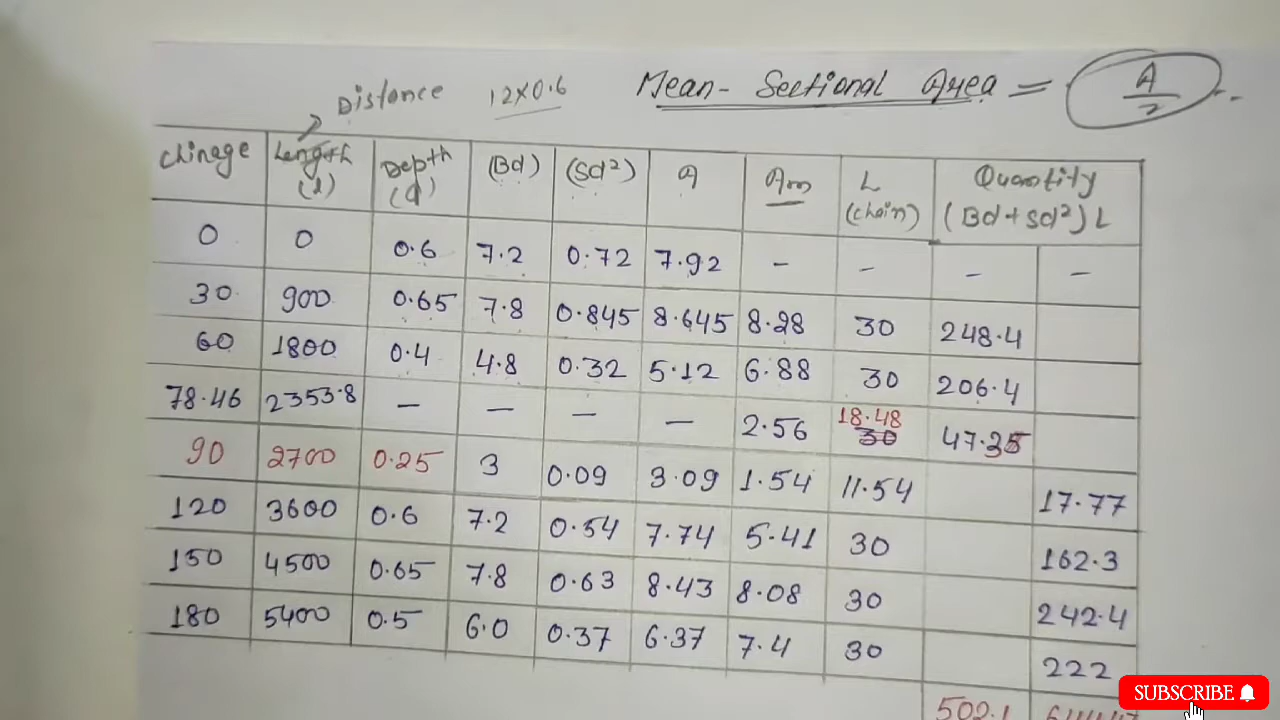 Distance 12×0.6 Mean-Sectional Area = A/2
Chinage Length (l) Depth (d) (Bd) (Sd²) A Am L (chain) Quantity (Bd+Sd²) L
0 0 0.6 7.2 0.72 7.92 - - - -
30 900 0.65 7.8 0.845 8.645 8.28 30 248.4
60 1800 0.4 4.8 0.32 5.12 6.88 30 206.4
78.46 2353.8 - - - - 2.56 18.48 30 47.35
90 2700 0.25 3 0.09 3.09 1.54 11.54 17.77
120 3600 0.6 7.2 0.54 7.74 5.41 30 162.3
150 4500 0.65 7.8 0.63 8.43 8.08 30 242.4
180 5400 0.5 6.0 0.37 6.37 7.4 30 222
502.1
SUBSCRIBE